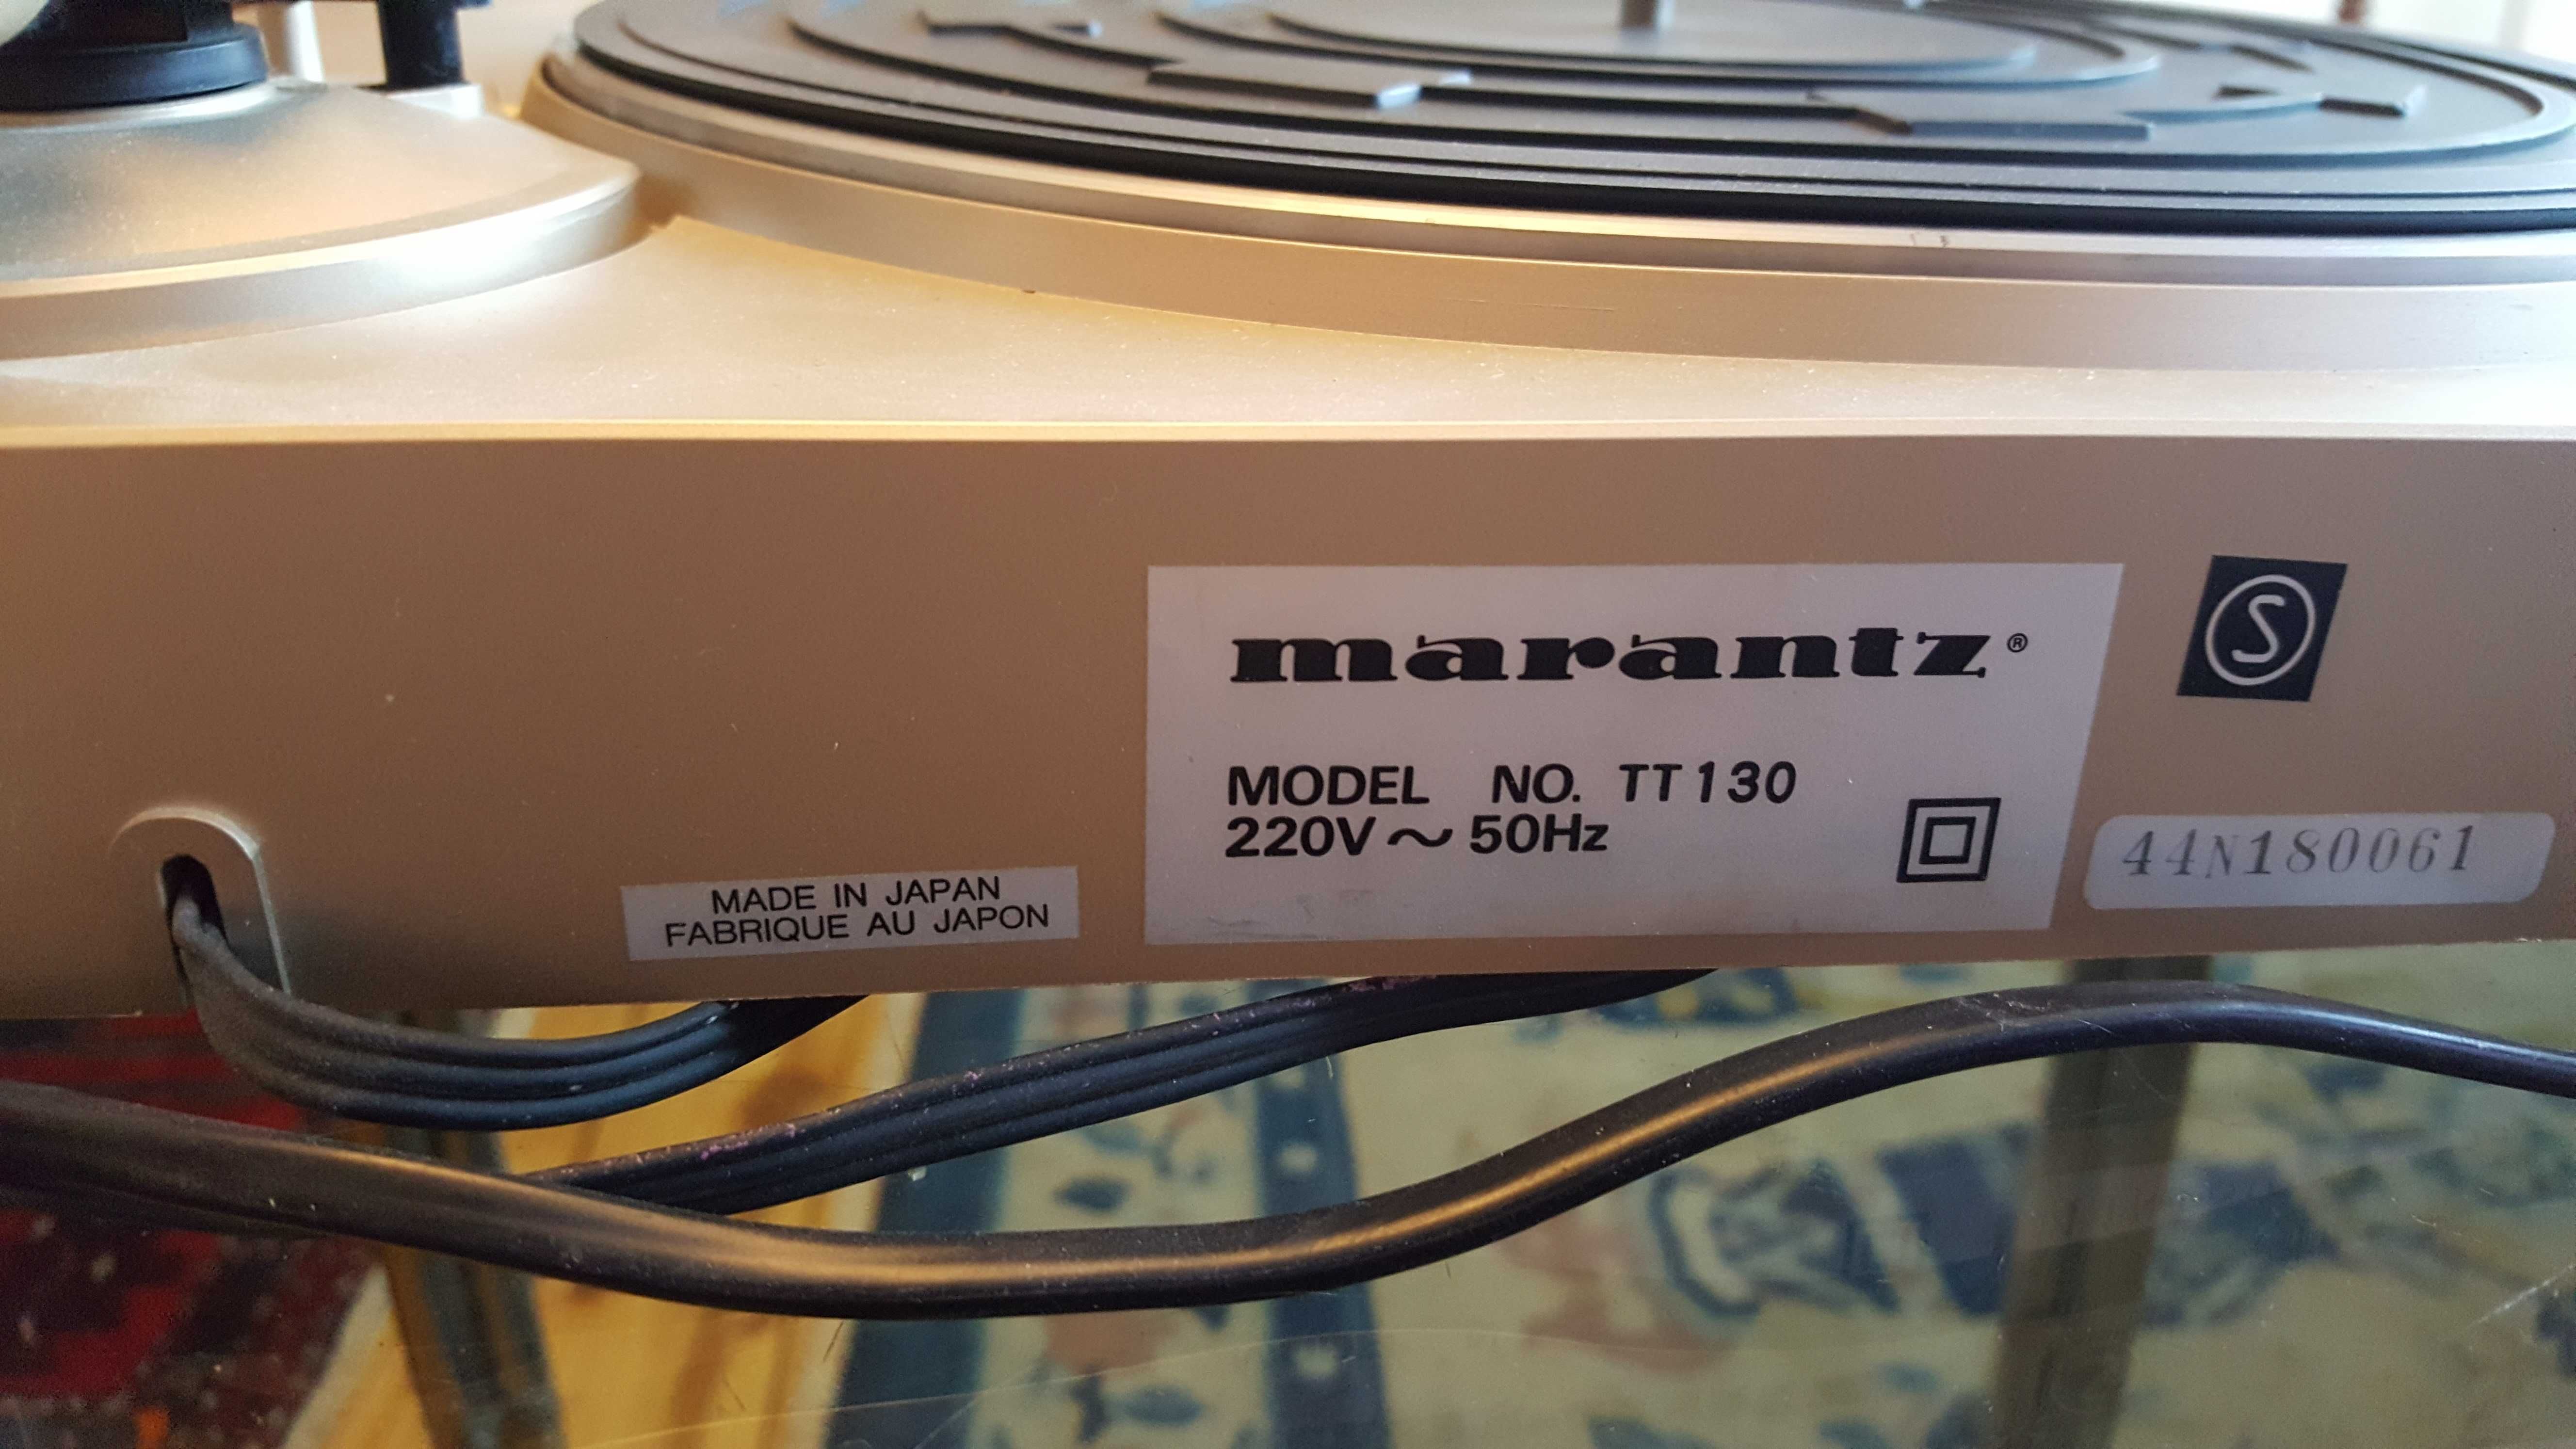 marantz®
MODEL NO. TT130
220V ~ 50Hz
S
44N180061
MADE IN JAPAN
FABRIQUE AU JAPON